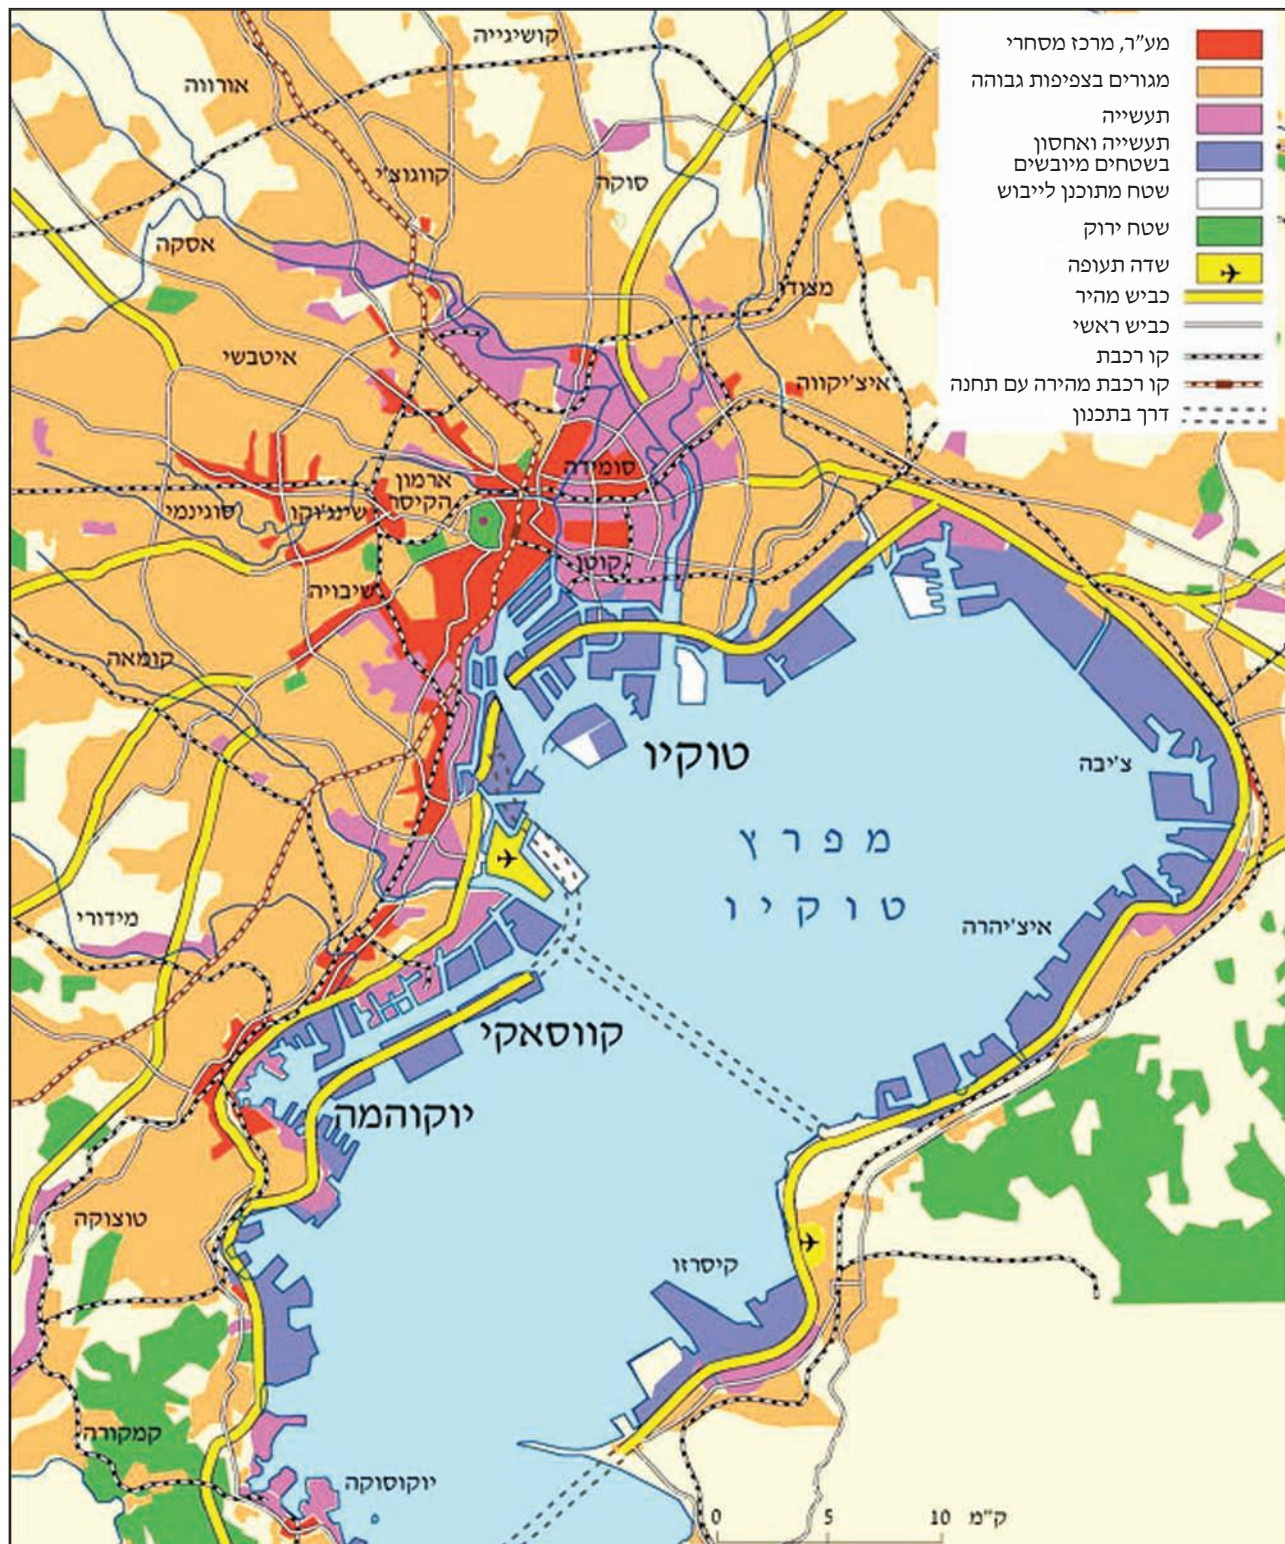 מע״ר, מרכז מסחרי
מגורים בצפיפות גבוהה
תעשייה
תעשייה ואחסון
בשטחים מיובשים
שטח מתוכנן לייבוש
שטח ירוק
שדה תעופה
כביש מהיר
כביש ראשי
קו רכבת
קו רכבת מהירה עם תחנה
דרך בתכנון
קושיגייה
אורווה
קווגוצ'י
סוקה
אסקה
מצודו
איטבשי
איצ'יקווה
סומידה
ארמון
הקיסר
שינג'וקו
סוגינמי
קוטו
שיבויה
קומאה
טוקיו
צ'יבה
מפרץ
טוקיו
מידורי
איצ'יהרה
קווסאקי
יוקוהמה
טוצוקה
קיסרזו
קמקורה
יוקוסוקה
0 5 10 ק״מ